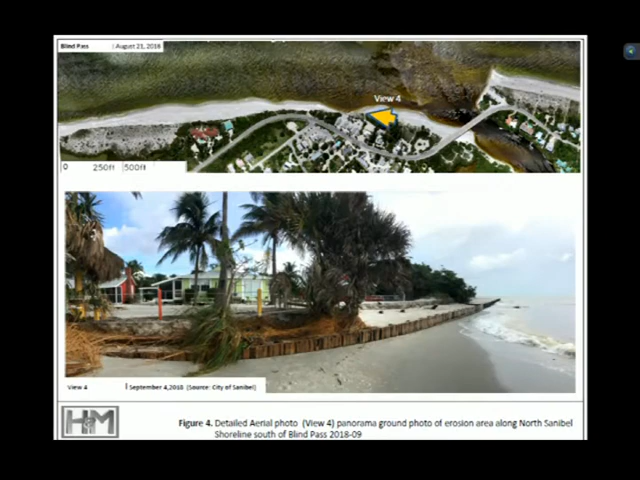 Blind Pass | August 21, 2018
View 4
0 250ft 500ft
View 4 | September 4, 2018 (Source: City of Sanibel)
H&M
Figure 4. Detailed Aerial photo (View 4) panorama ground photo of erosion area along North Sanibel
Shoreline south of Blind Pass 2018-09